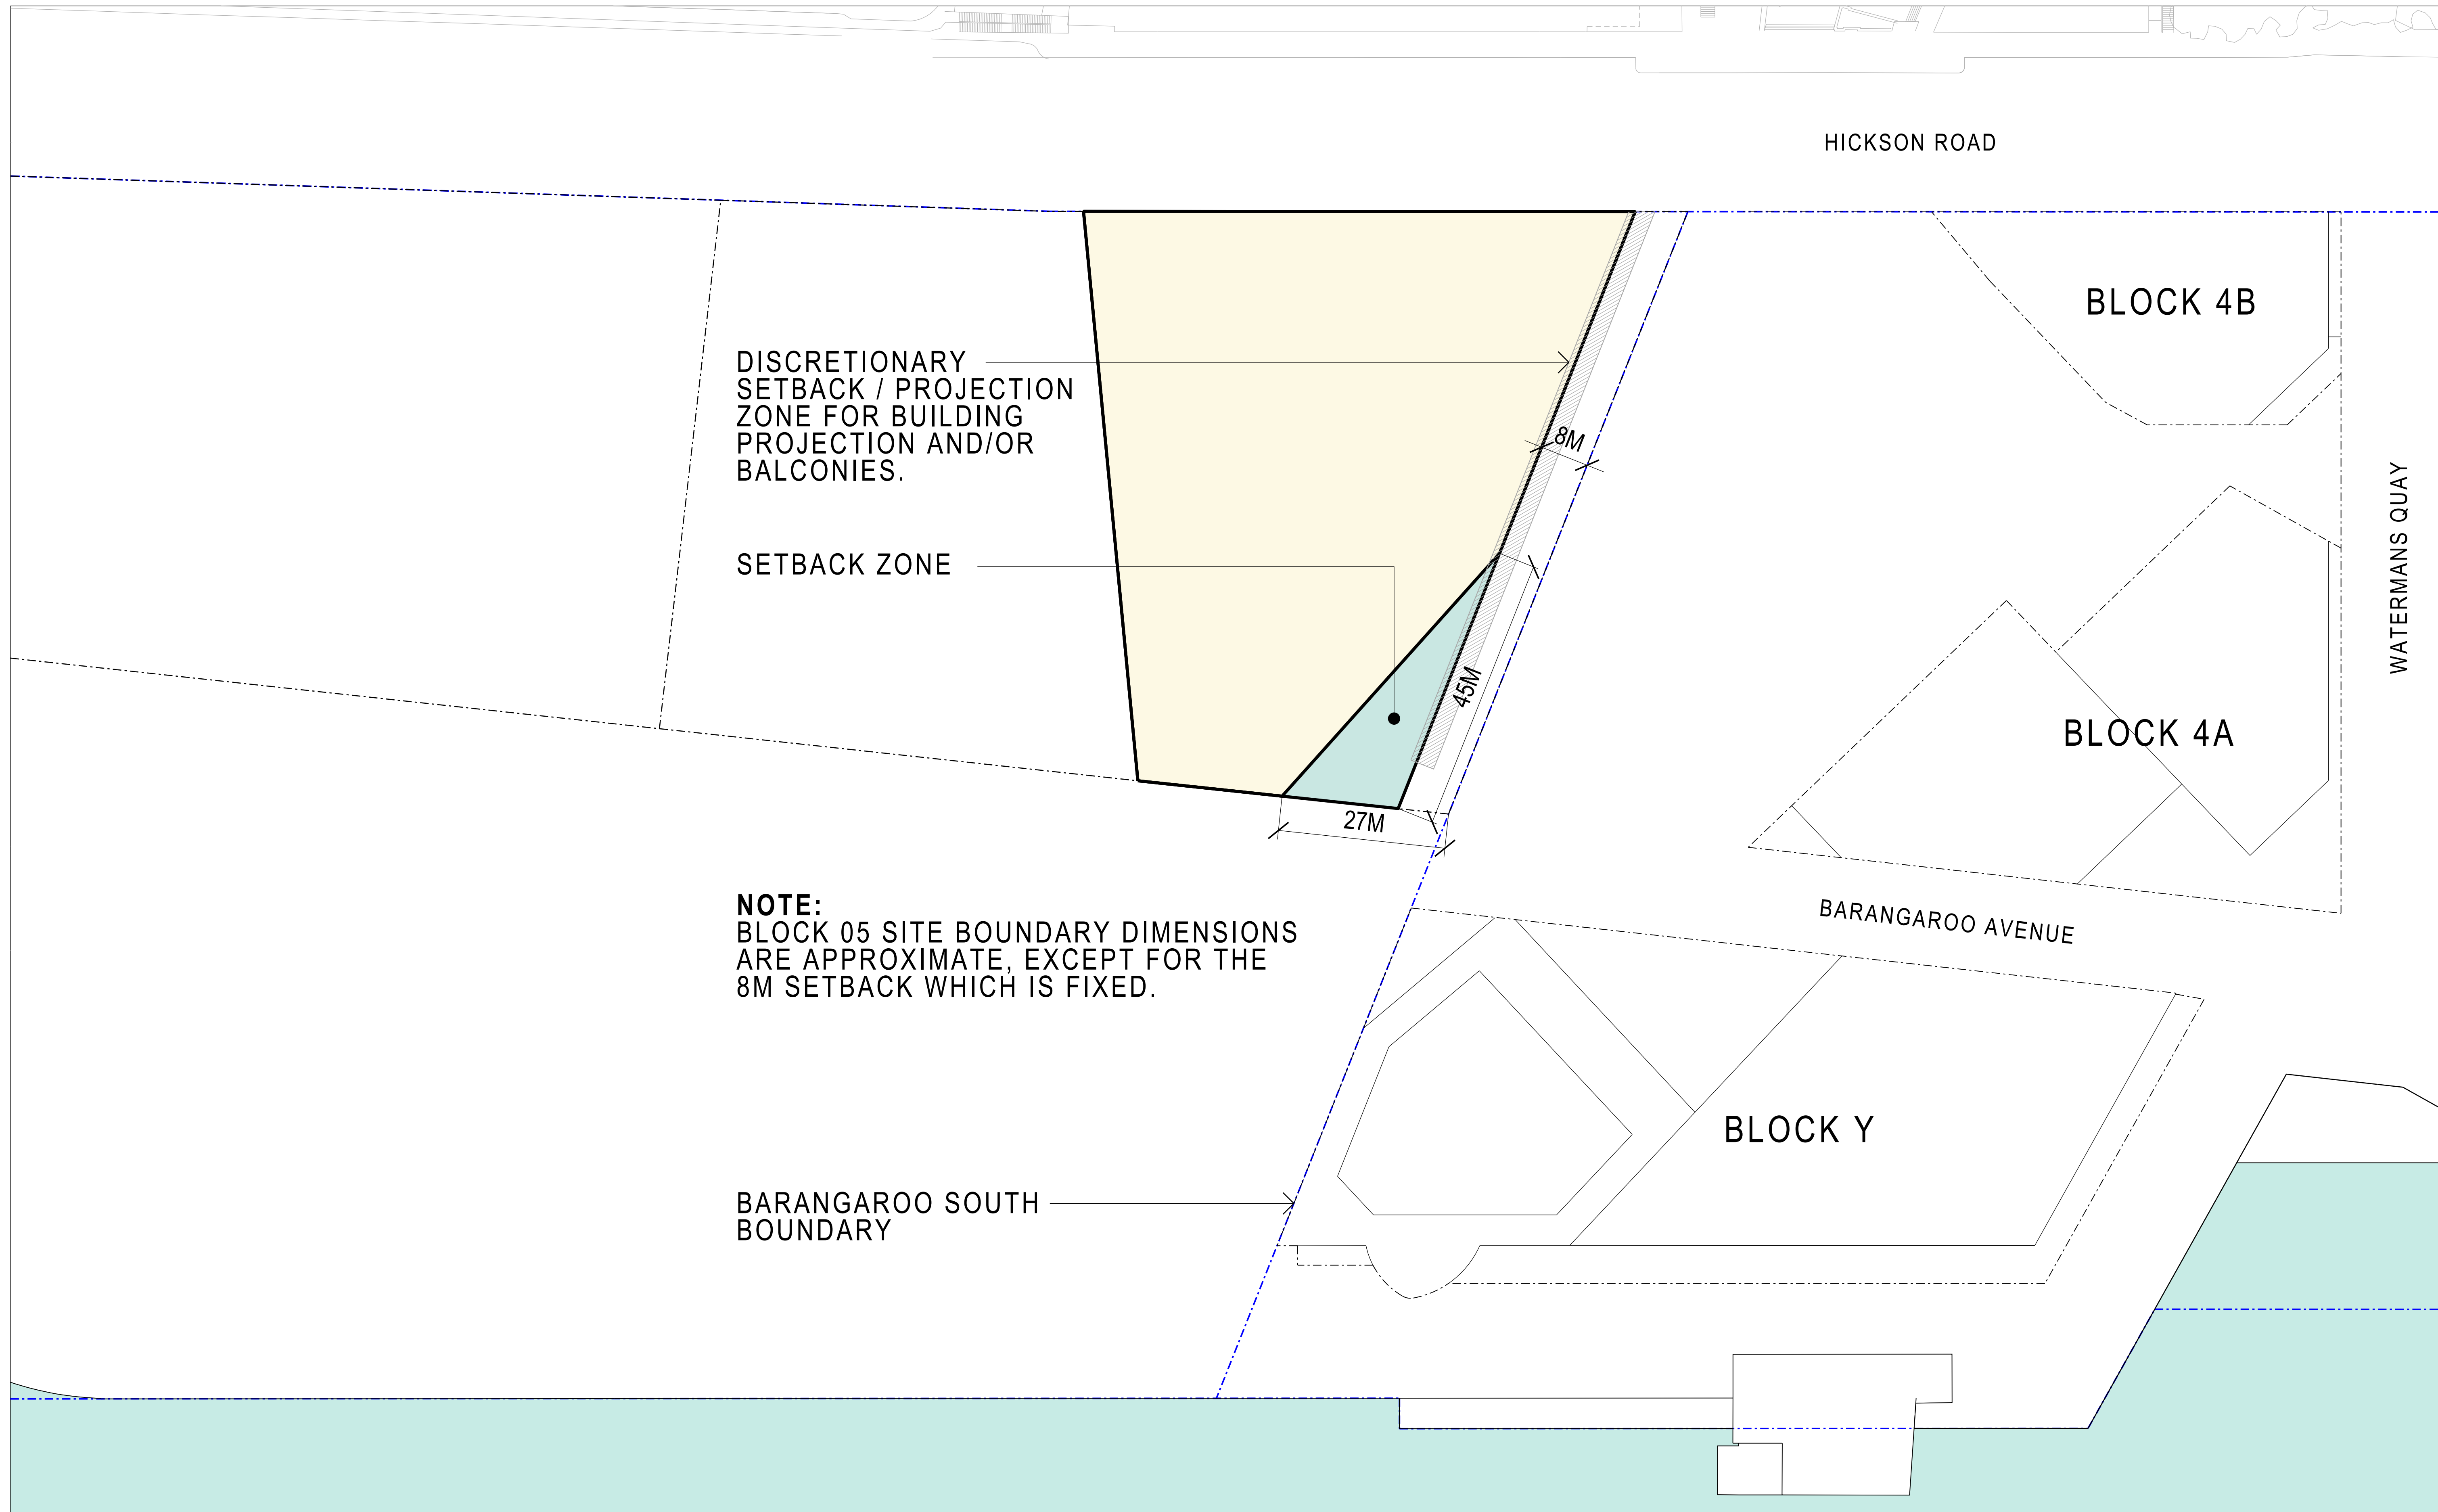 HICKSON ROAD
BLOCK 4B
DISCRETIONARY
SETBACK / PROJECTION
ZONE FOR BUILDING
PROJECTION AND/OR
BALCONIES.
8M
WATERMANS QUAY
SETBACK ZONE
45M
BLOCK 4A
27M
NOTE:
BLOCK 05 SITE BOUNDARY DIMENSIONS
ARE APPROXIMATE, EXCEPT FOR THE
8M SETBACK WHICH IS FIXED.
BARANGAROO AVENUE
BLOCK Y
BARANGAROO SOUTH
BOUNDARY